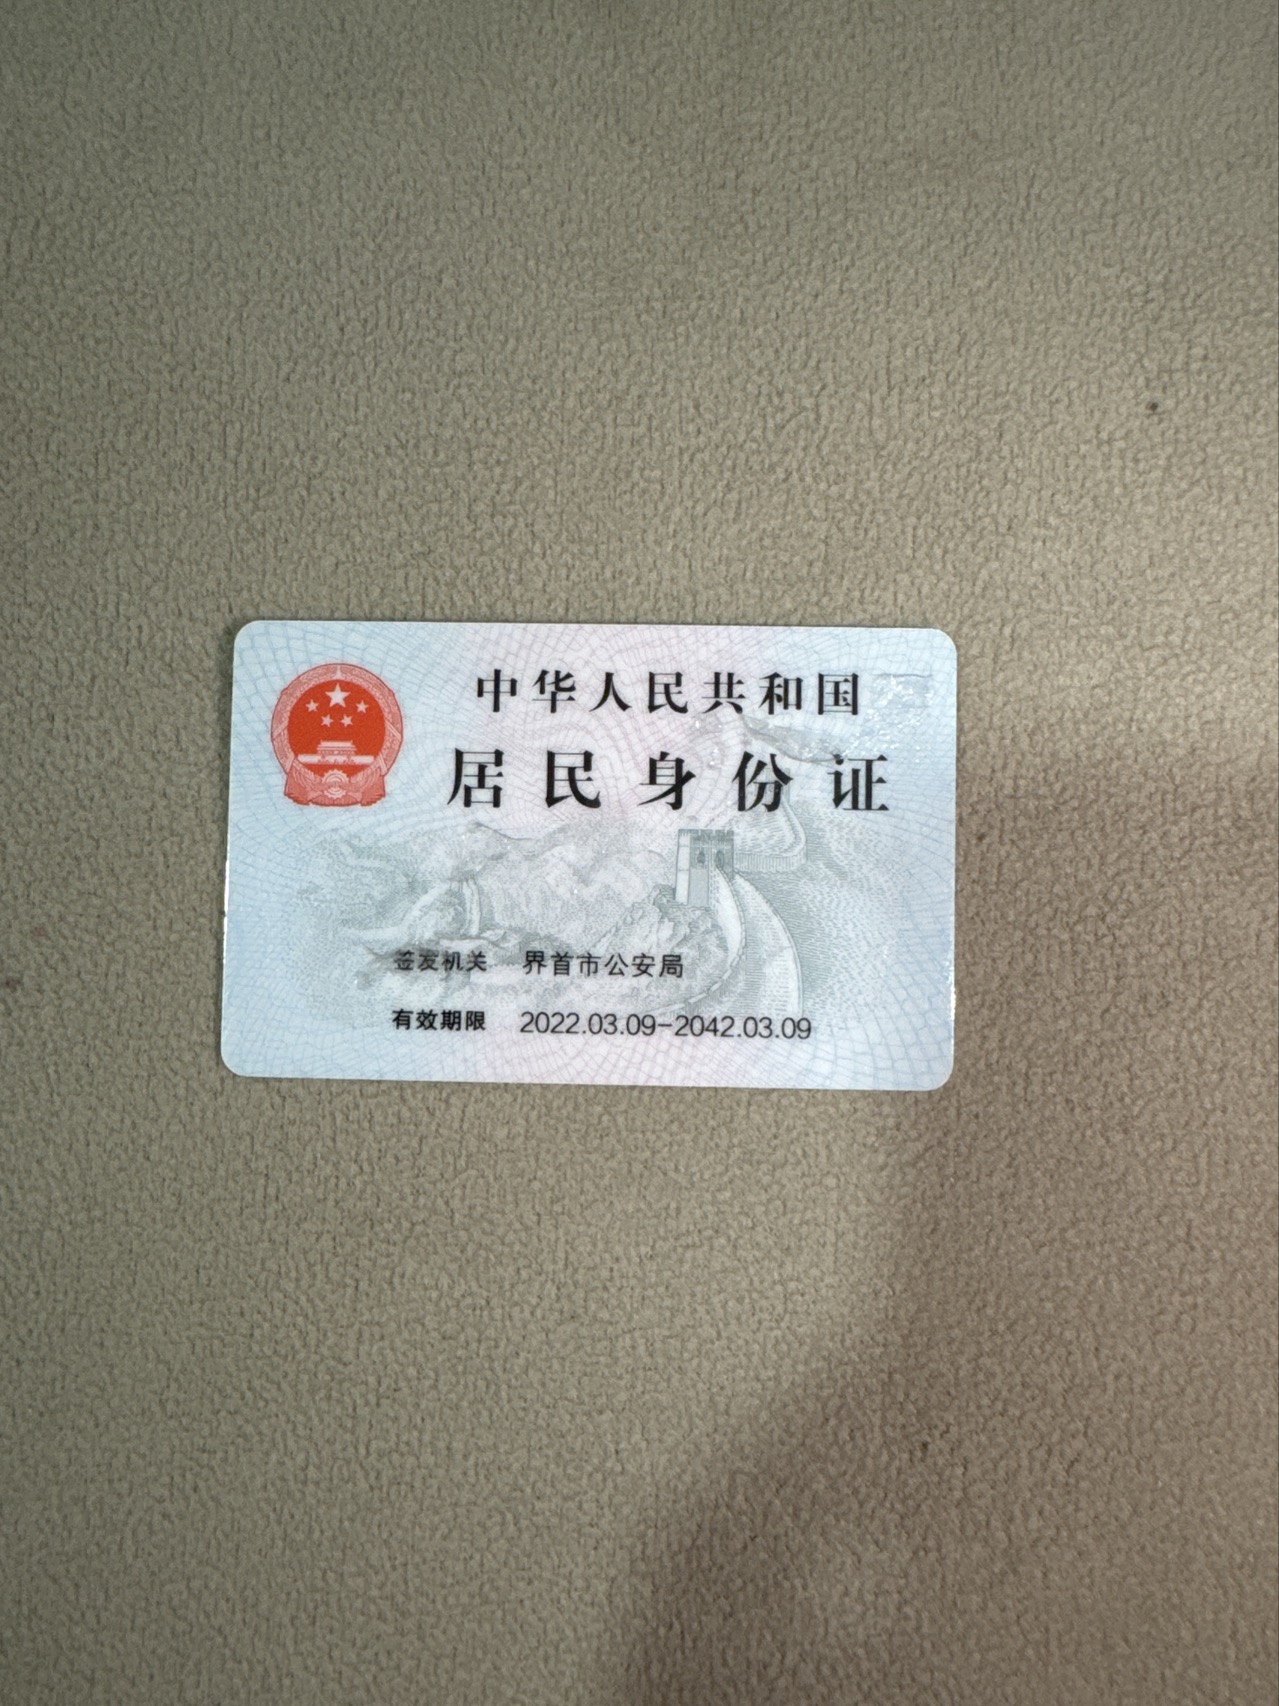 中华人民共和国
居民身份证
签发机关 界首市公安局
有效期限 2022.03.09-2042.03.09